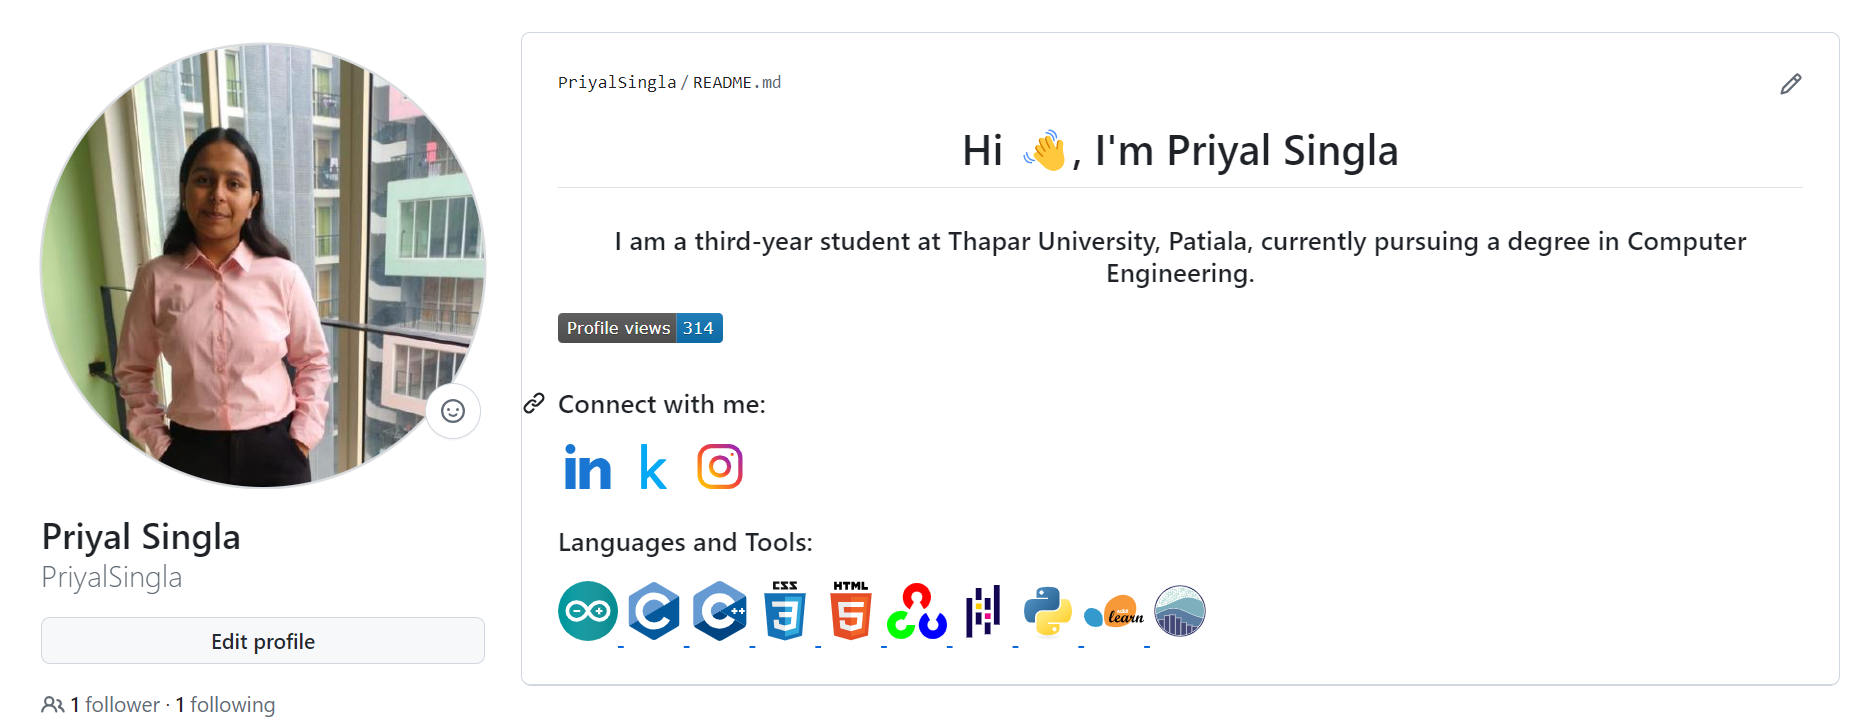 PriyalSingla / README.md
Hi 👋, I'm Priyal Singla
I am a third-year student at Thapar University, Patiala, currently pursuing a degree in Computer
Engineering.
Profile views 314
Connect with me:
in k
Languages and Tools:
CSS HTML
C C++ 3 5 learn
Priyal Singla
PriyalSingla
Edit profile
1 follower · 1 following